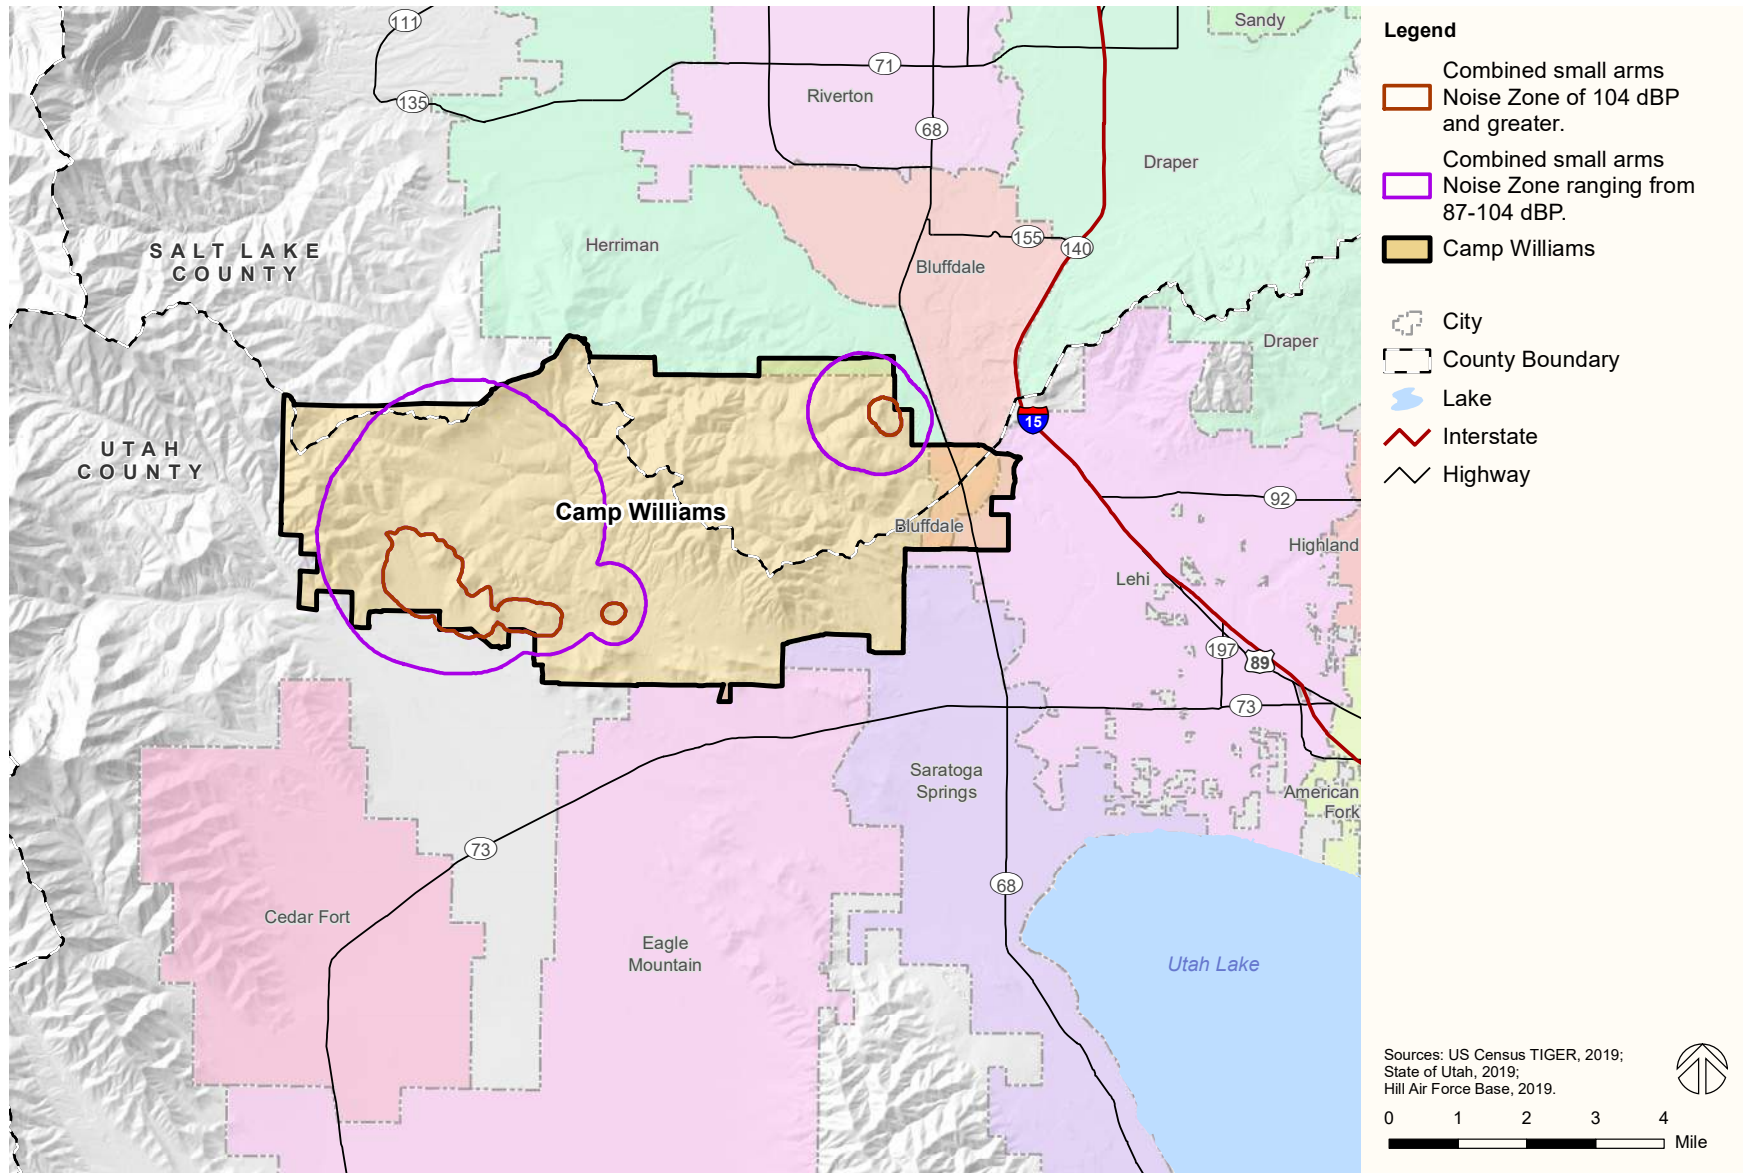 111
Sandy
71
135
Riverton
68
Draper
SALT LAKE
COUNTY
Herriman
155
140
Bluffdale
Draper
15
UTAH
COUNTY
92
Camp Williams
Bluffdale
Highland
Lehi
197
89
73
Saratoga
Springs
American
Fork
73
68
Cedar Fort
Eagle
Mountain
Utah Lake
Legend
Combined small arms
Noise Zone of 104 dBP
and greater.
Combined small arms
Noise Zone ranging from
87-104 dBP.
Camp Williams
City
County Boundary
Lake
Interstate
Highway
Sources: US Census TIGER, 2019;
State of Utah, 2019;
Hill Air Force Base, 2019.
0 1 2 3 4
Mile